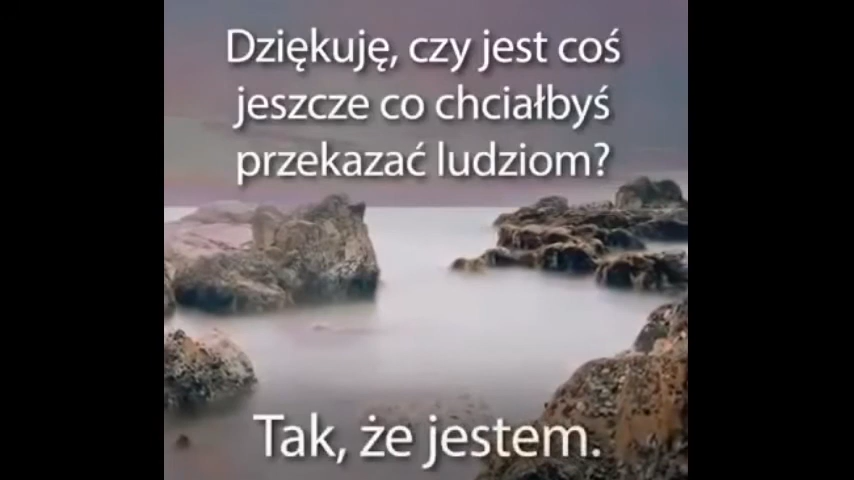 Dziękuję, czy jest coś
jeszcze co chciałbyś
przekazać ludziom?
Tak, że jestem.